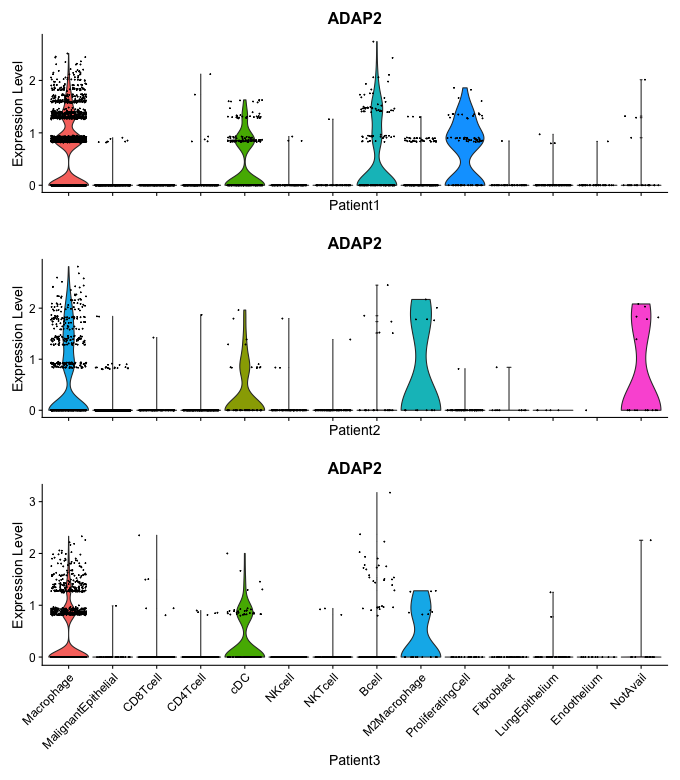 ADAP2
Expression Level
2
1
0
Patient1
ADAP2
Expression Level
2
1
0
Patient2
ADAP2
Expression Level
3
2
1
0
Macrophage
MalignantEpithelial
CD8Tcell
CD4Tcell
cDC
NKcell
NKTcell
Bcell
M2Macrophage
ProliferatingCell
Fibroblast
LungEpithelium
Endothelium
NotAvail
Patient3